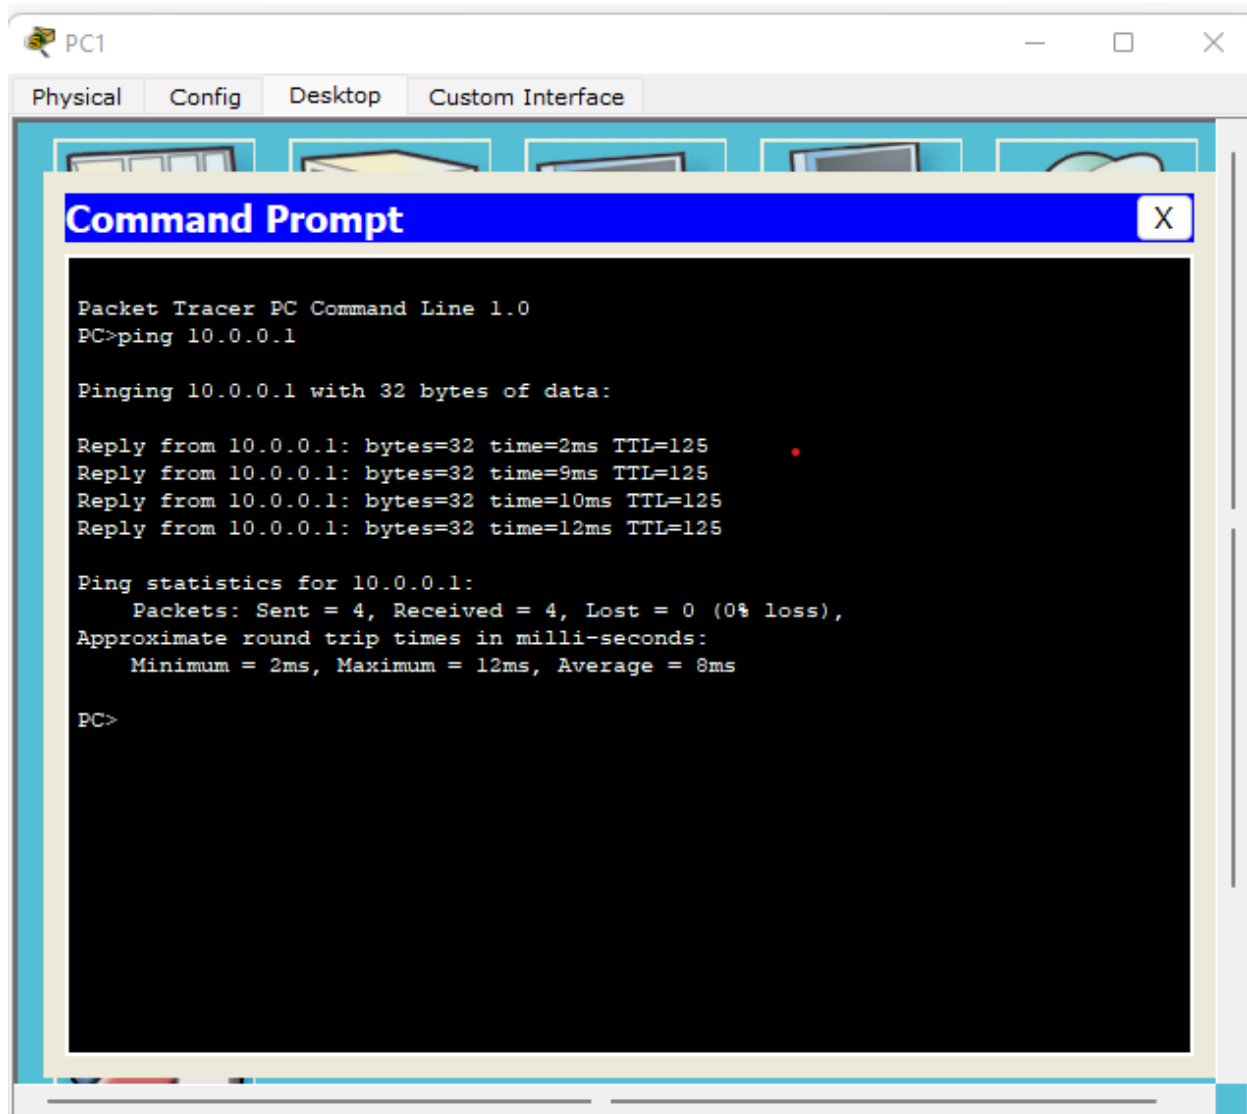 PC1
Physical Config Desktop Custom Interface
Command Prompt X
Packet Tracer PC Command Line 1.0
PC>ping 10.0.0.1
Pinging 10.0.0.1 with 32 bytes of data:
Reply from 10.0.0.1: bytes=32 time=2ms TTL=125
Reply from 10.0.0.1: bytes=32 time=9ms TTL=125
Reply from 10.0.0.1: bytes=32 time=10ms TTL=125
Reply from 10.0.0.1: bytes=32 time=12ms TTL=125
Ping statistics for 10.0.0.1:
Packets: Sent = 4, Received = 4, Lost = 0 (0% loss),
Approximate round trip times in milli-seconds:
Minimum = 2ms, Maximum = 12ms, Average = 8ms
PC>